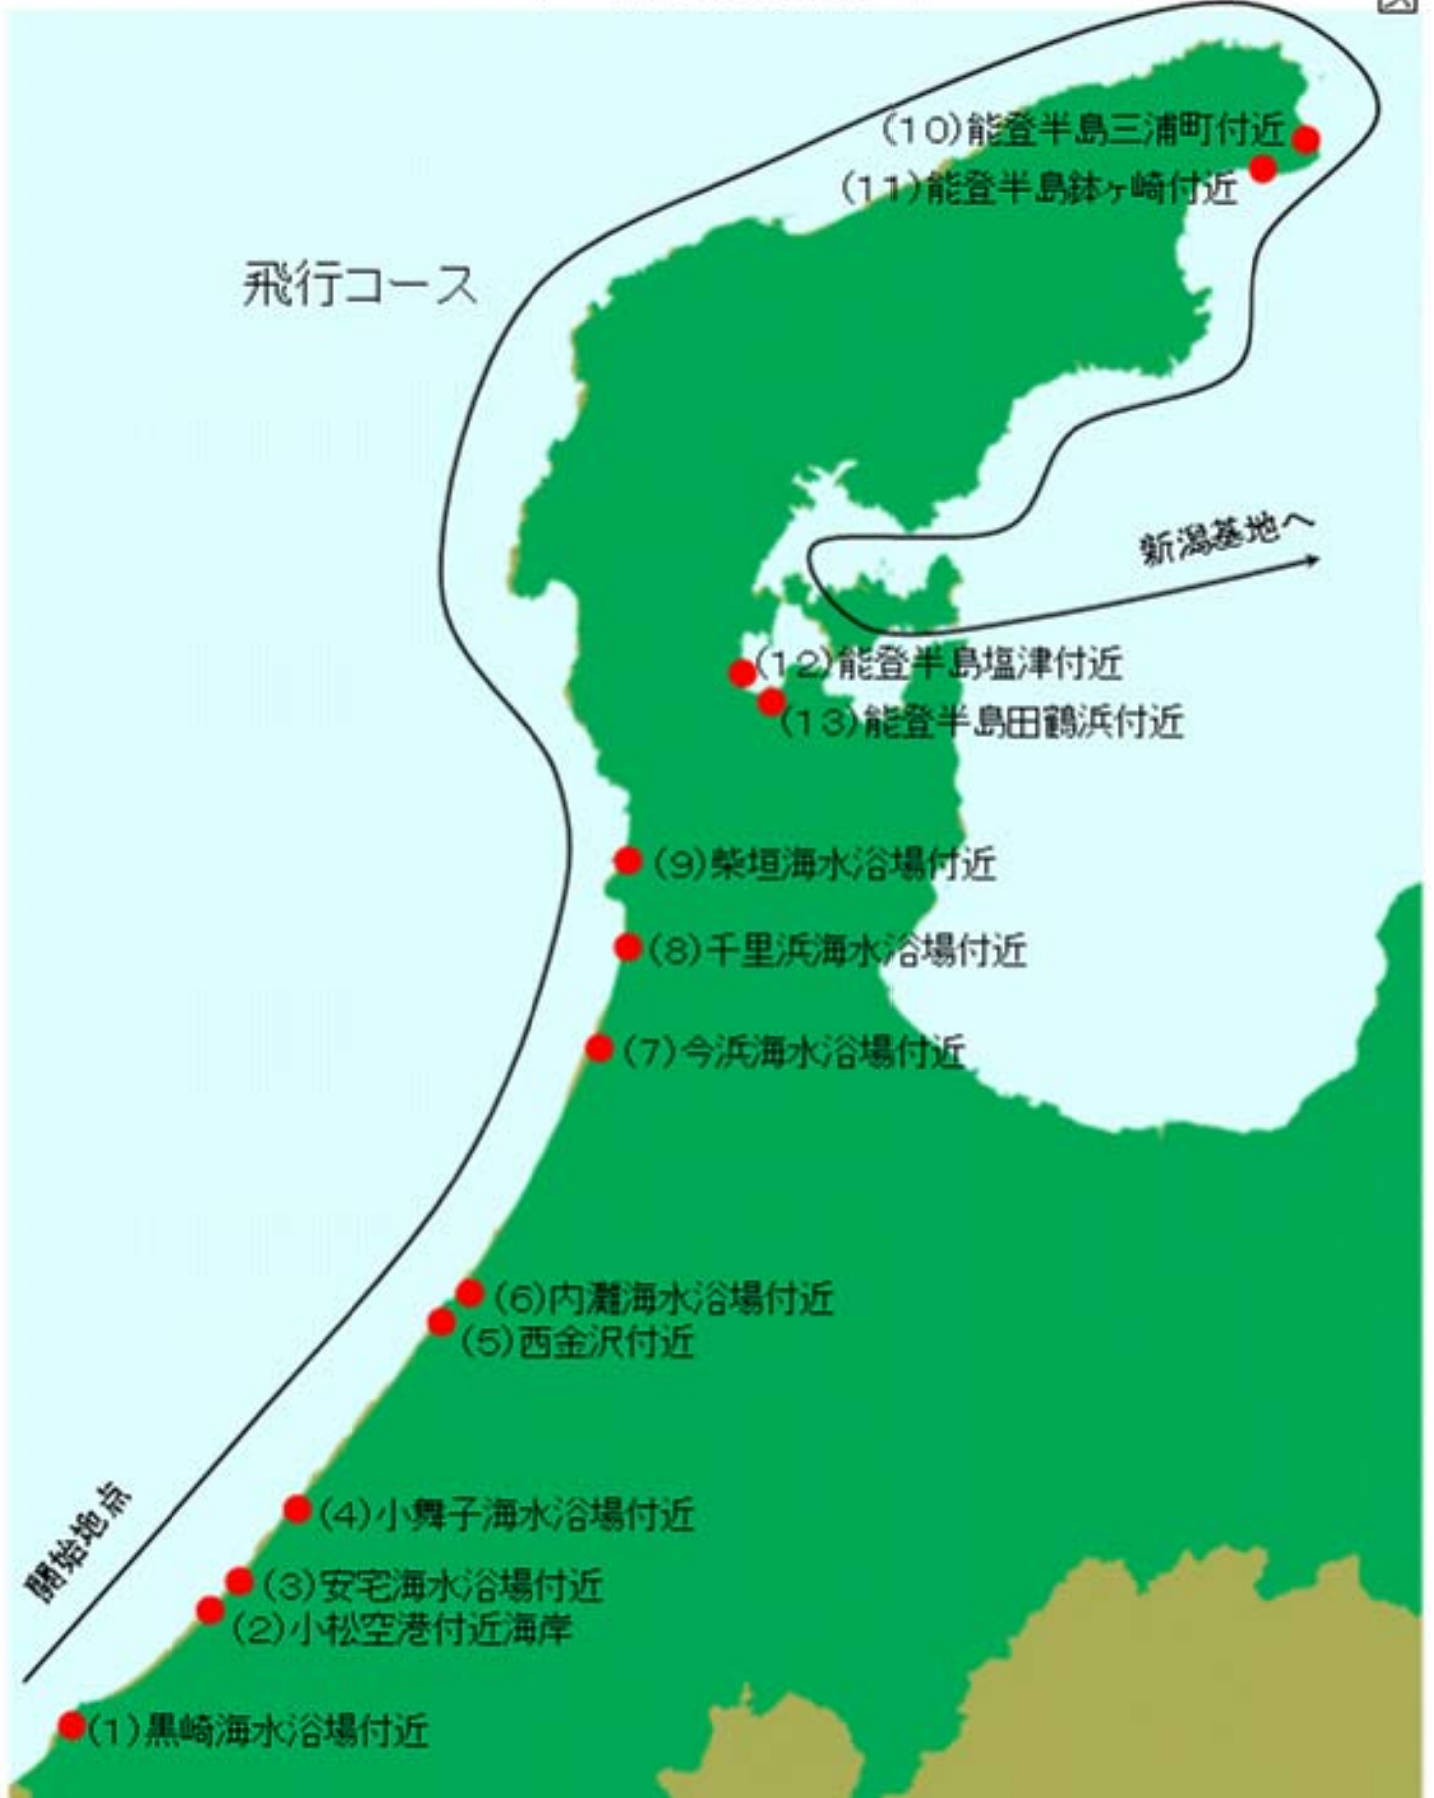 (10)能登半島三浦町付近
(11)能登半島鉢ヶ崎付近
飛行コース
新潟基地へ
(12)能登半島塩津付近
(13)能登半島田鶴浜付近
(9)柴垣海水浴場付近
(8)千里浜海水浴場付近
(7)今浜海水浴場付近
(6)内灘海水浴場付近
(5)西金沢付近
開始地点
(4)小舞子海水浴場付近
(3)安宅海水浴場付近
(2)小松空港付近海岸
(1)黒崎海水浴場付近